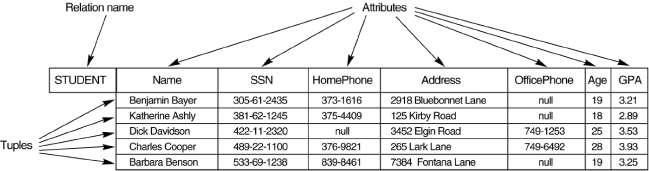 Relation name Attributes
STUDENT Name SSN HomePhone Address OfficePhone Age GPA
Benjamin Bayer 305-61-2435 373-1616 2918 Bluebonnet Lane null 19 3.21
Katherine Ashly 381-62-1245 375-4409 125 Kirby Road null 18 2.89
Dick Davidson 422-11-2320 null 3452 Elgin Road 749-1253 25 3.53
Tuples Charles Cooper 489-22-1100 376-9821 265 Lark Lane 749-6492 28 3.93
Barbara Benson 533-69-1238 839-8461 7384 Fontana Lane null 19 3.25